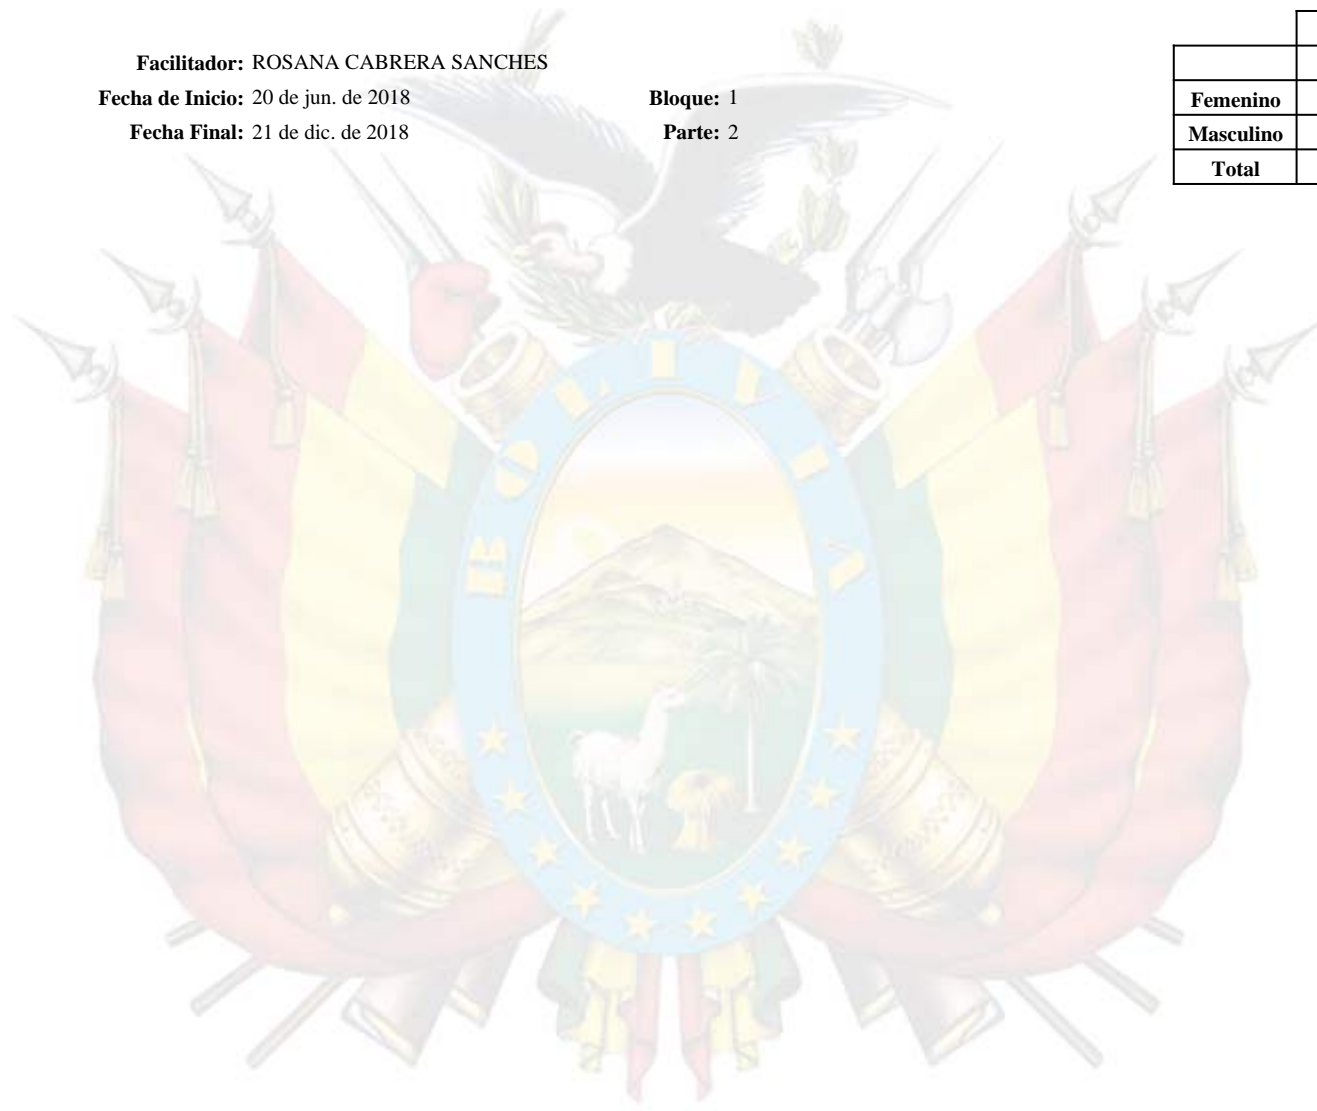 Facilitador: ROSANA CABRERA SANCHES
Fecha de Inicio: 20 de jun. de 2018 Bloque: 1
Fecha Final: 21 de dic. de 2018 Parte: 2
Femenino
Masculino
Total
BOLIVIA